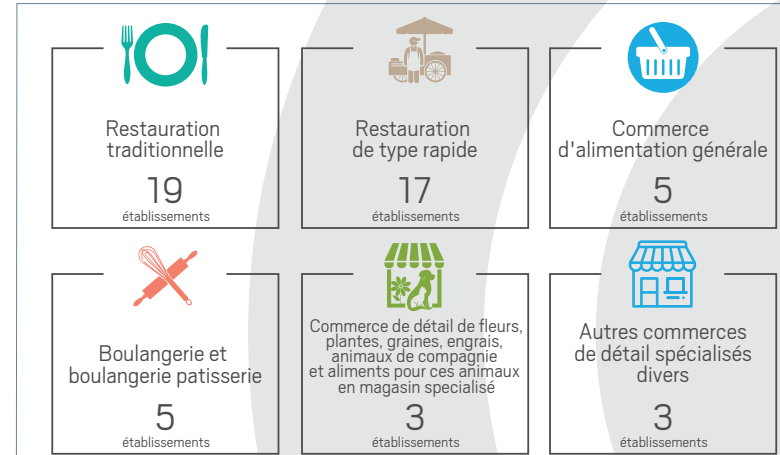 Restauration
traditionnelle
19
établissements
Restauration
de type rapide
17
établissements
Commerce
d'alimentation générale
5
établissements
Boulangerie et
boulangerie patisserie
5
établissements
Commerce de détail de fleurs,
plantes, graines, engrais,
animaux de compagnie
et aliments pour ces animaux
en magasin specialisé
3
établissements
Autres commerces
de détail spécialisés
divers
3
établissements